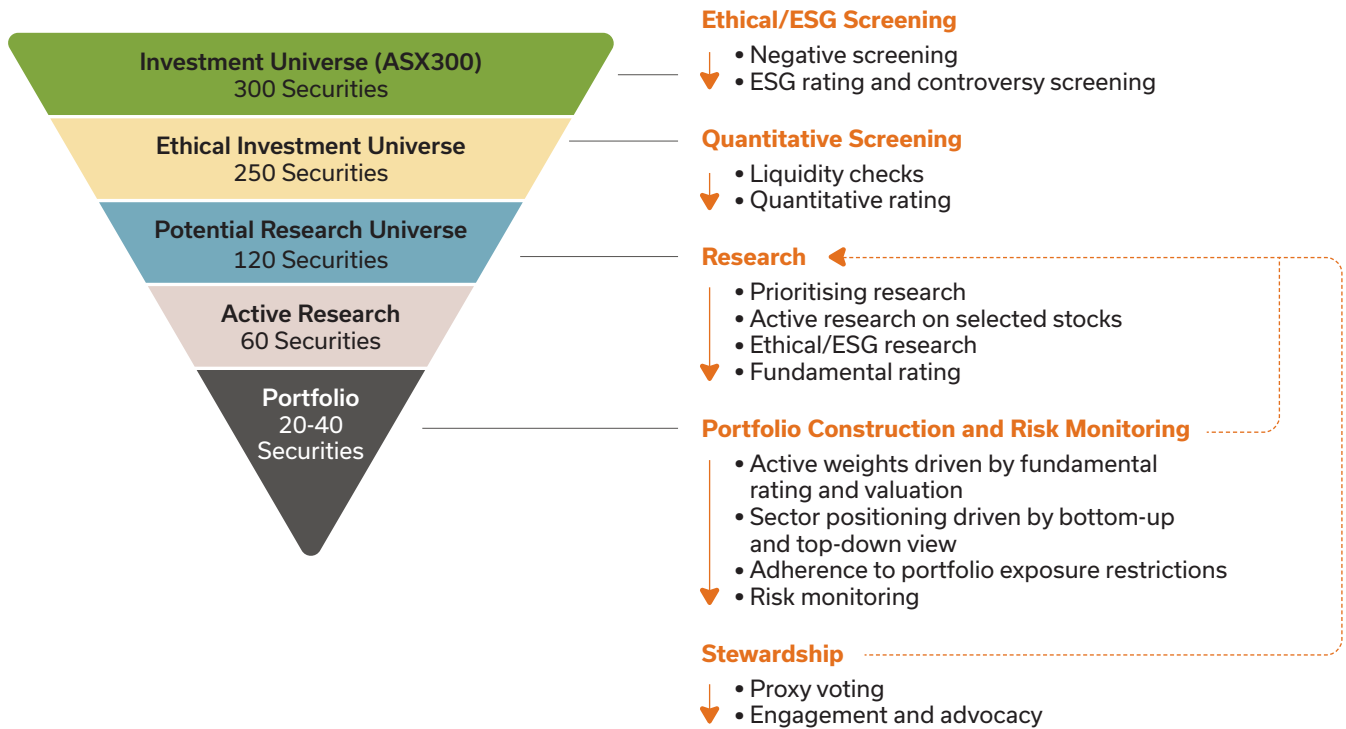 Investment Universe (ASX300)
300 Securities
Ethical Investment Universe
250 Securities
Potential Research Universe
120 Securities
Active Research
60 Securities
Portfolio
20-40
Securities
Ethical/ESG Screening
• Negative screening
• ESG rating and controversy screening
Quantitative Screening
• Liquidity checks
• Quantitative rating
Research
• Prioritising research
• Active research on selected stocks
• Ethical/ESG research
• Fundamental rating
Portfolio Construction and Risk Monitoring
• Active weights driven by fundamental
rating and valuation
• Sector positioning driven by bottom-up
and top-down view
• Adherence to portfolio exposure restrictions
• Risk monitoring
Stewardship
• Proxy voting
• Engagement and advocacy